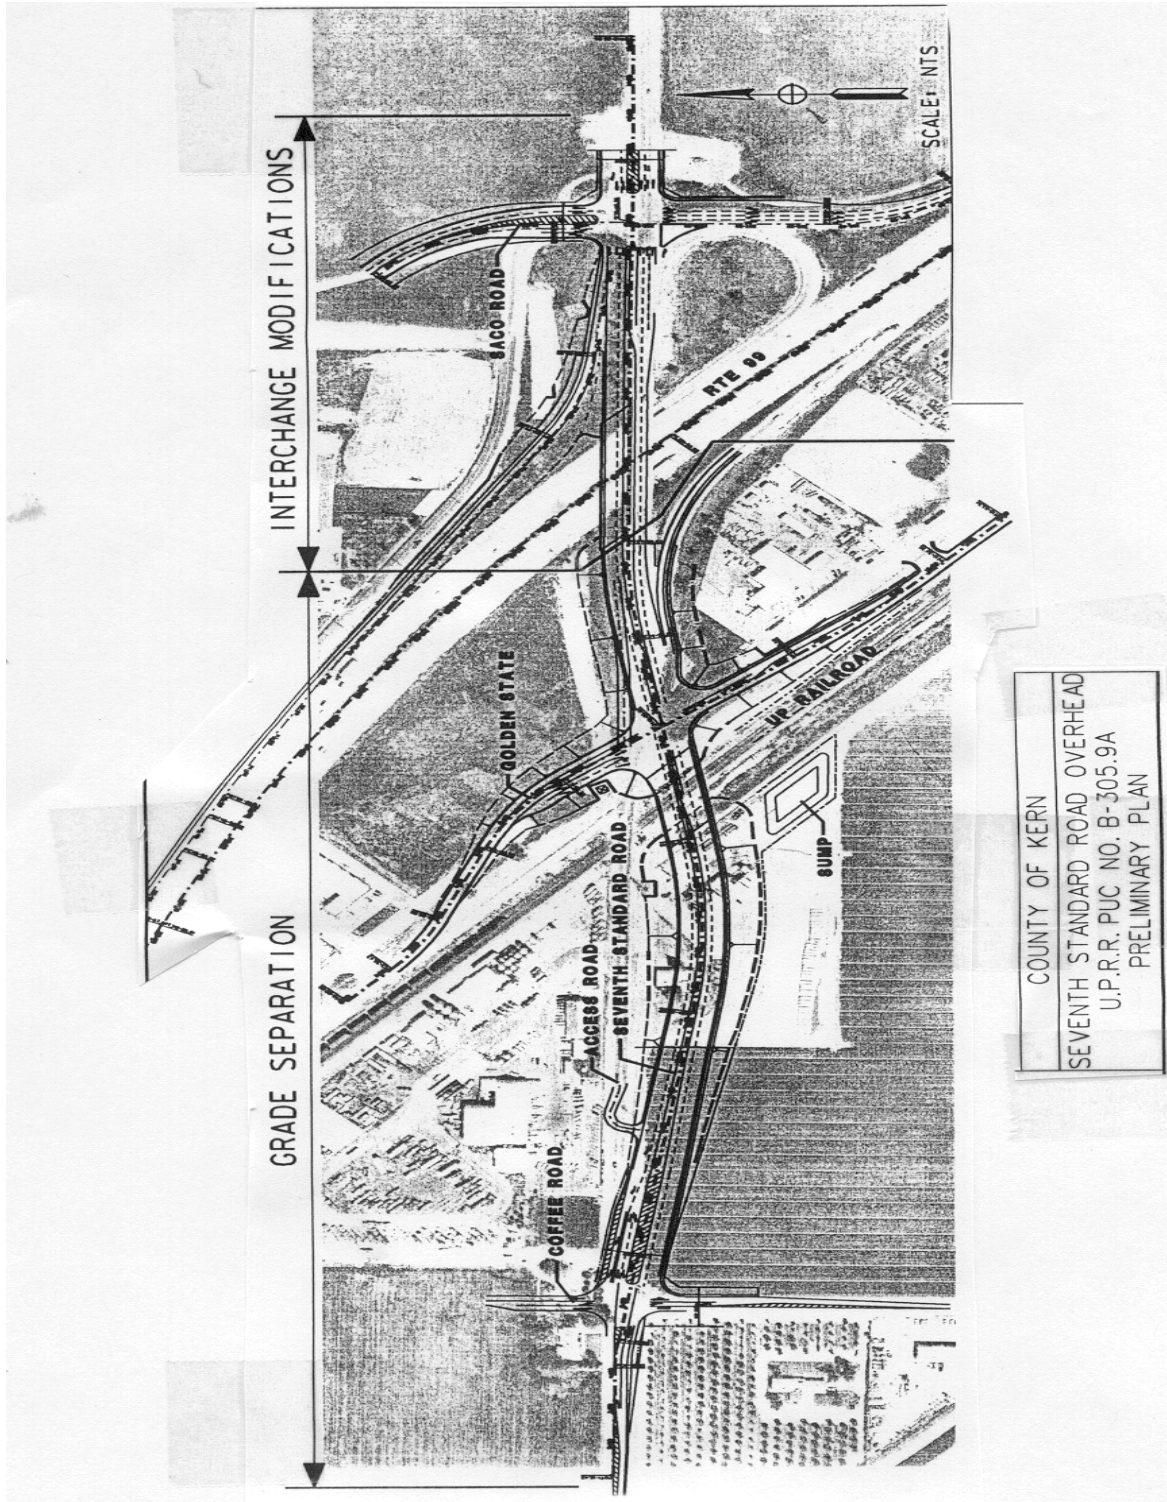 GRADE SEPARATION
INTERCHANGE MODIFICATIONS
COFFEE ROAD
ACCESS ROAD
SEVENTH STANDARD ROAD
GOLDEN STATE
SACO ROAD
RTE 99
UP RAILROAD
SUMP
SCALE: NTS
COUNTY OF KERN
SEVENTH STANDARD ROAD OVERHEAD
U.P.R.R. PUC NO. B-305.9A
PRELIMINARY PLAN